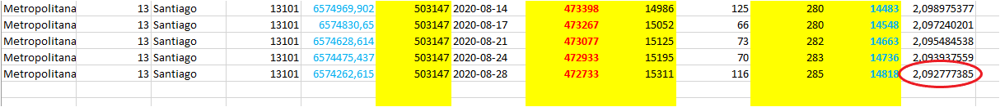 Metropolitana 13 Santiago 13101 6574969,902 503147 2020-08-14 473398 14986 125 280 14483 2,098975377
Metropolitana 13 Santiago 13101 6574830,65 503147 2020-08-17 473267 15052 66 280 14548 2,097240201
Metropolitana 13 Santiago 13101 6574628,614 503147 2020-08-21 473077 15125 73 282 14663 2,095484538
Metropolitana 13 Santiago 13101 6574475,437 503147 2020-08-24 472933 15195 70 283 14736 2,093937559
Metropolitana 13 Santiago 13101 6574262,615 503147 2020-08-28 472733 15311 116 285 14818 2,092777385